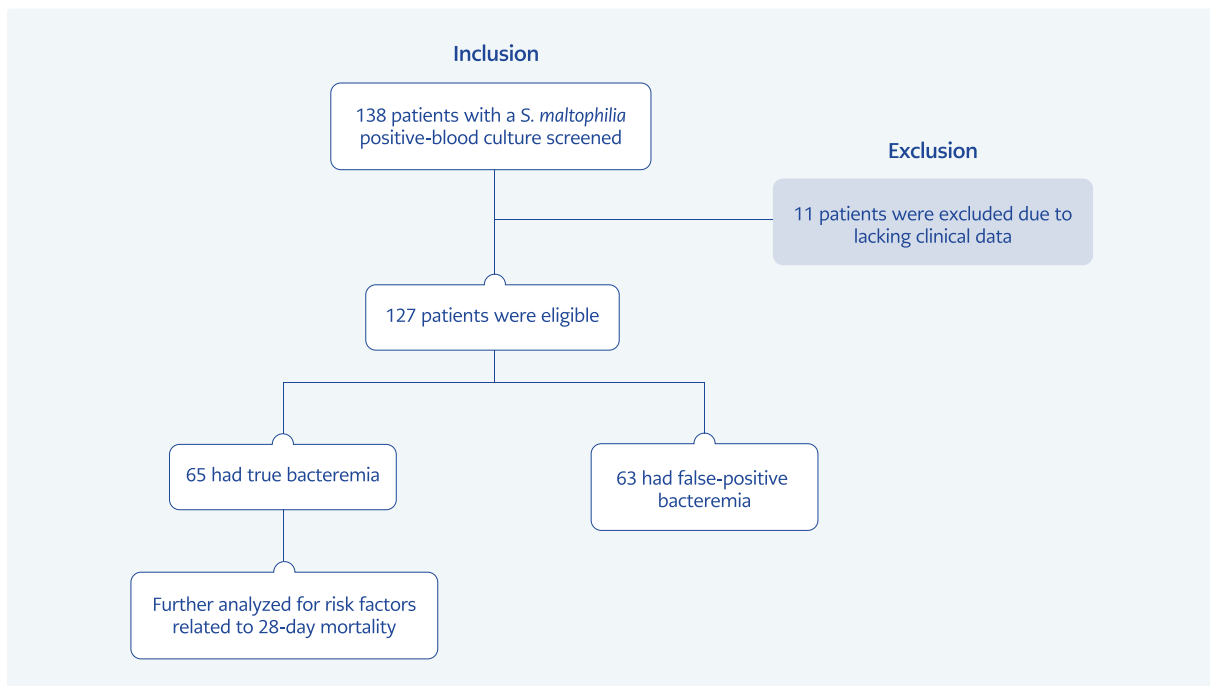 Inclusion
138 patients with a S. maltophilia
positive-blood culture screened
Exclusion
11 patients were excluded due to
lacking clinical data
127 patients were eligible
65 had true bacteremia
63 had false-positive
bacteremia
Further analyzed for risk factors
related to 28-day mortality